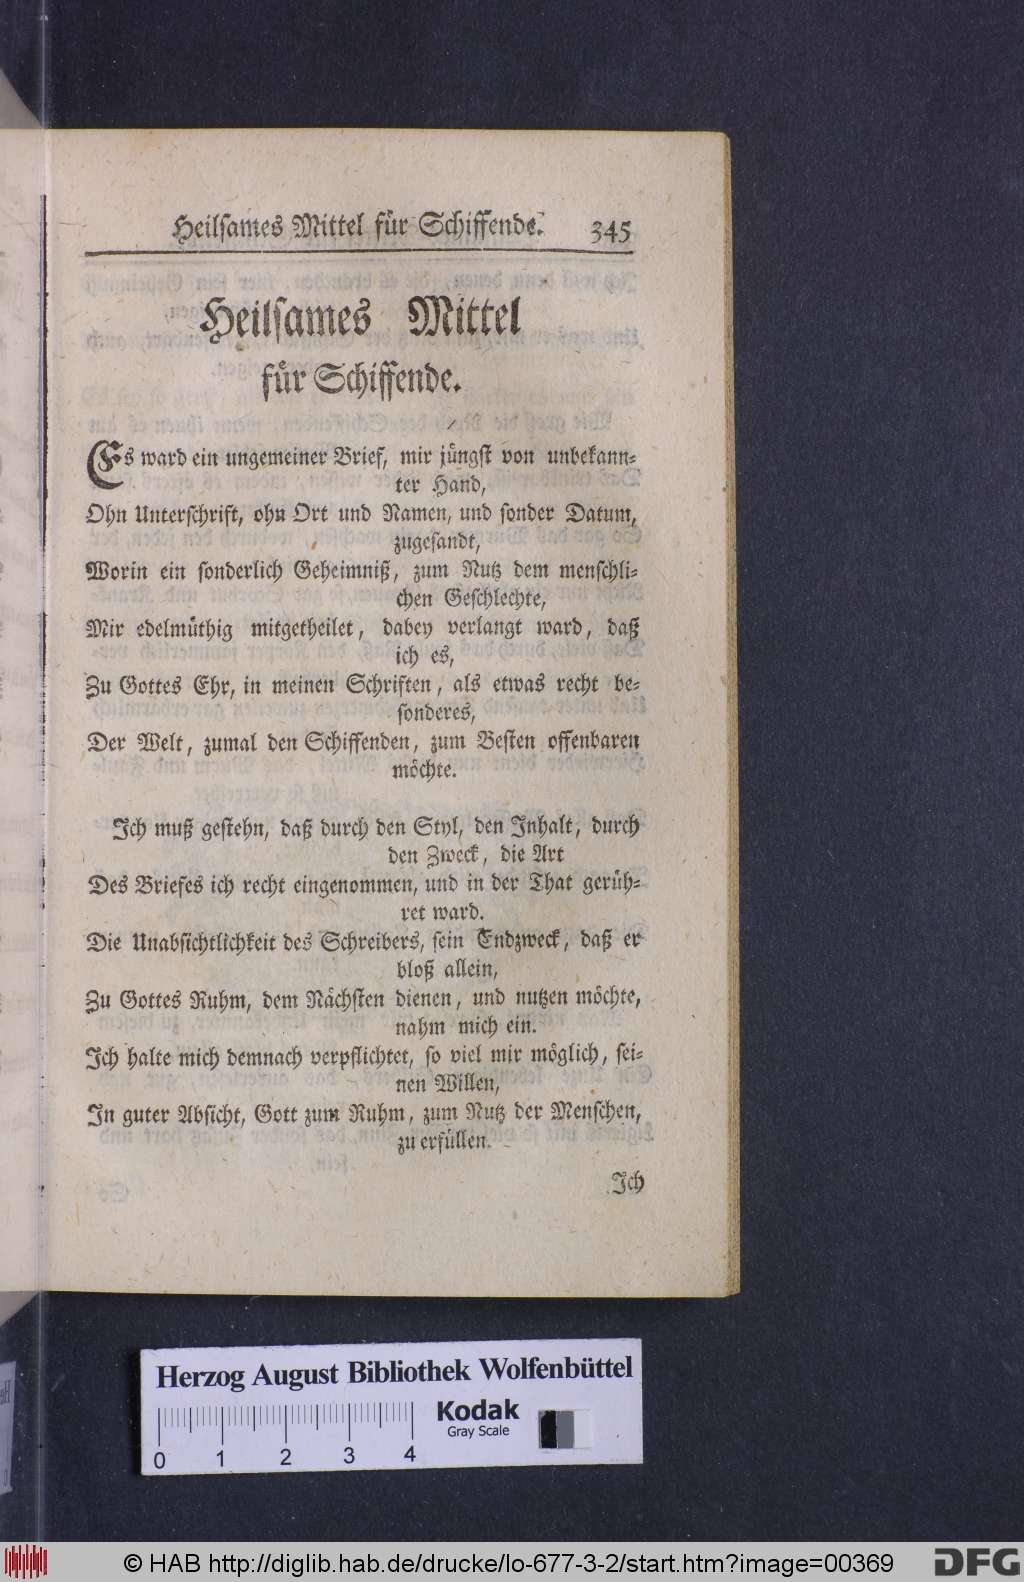 Heilsames Mittel für Schiffende. 345
Heilsames Mittel
für Schiffende.
Es ward ein ungemeiner Brief, mir jüngst von unbekann-
ter Hand,
Ohn Unterschrift, ohn Ort und Namen, und sonder Datum,
zugesandt,
Worin ein sonderlich Geheimniß, zum Nutz dem menschli-
chen Geschlechte,
Mir edelmüthig mitgetheilet, dabey verlangt ward, daß
ich es,
Zu Gottes Ehr, in meinen Schriften, als etwas recht be-
sonderes,
Der Welt, zumal den Schiffenden, zum Besten offenbaren
möchte.
Ich muß gestehn, daß durch den Styl, den Inhalt, durch
den Zweck, die Art
Des Briefes ich recht eingenommen, und in der That gerüh-
ret ward.
Die Unabsichtlichkeit des Schreibers, sein Endzweck, daß er
bloß allein,
Zu Gottes Ruhm, dem Nächsten dienen, und nutzen möchte,
nahm mich ein.
Ich halte mich demnach verpflichtet, so viel mir möglich, sei-
nen Willen,
In guter Absicht, Gott zum Ruhm, zum Nutz der Menschen,
zu erfüllen.
Ich
Herzog August Bibliothek Wolfenbüttel
Kodak
Gray Scale
0 1 2 3 4
© HAB http://diglib.hab.de/drucke/lo-677-3-2/start.htm?image=00369
DFG